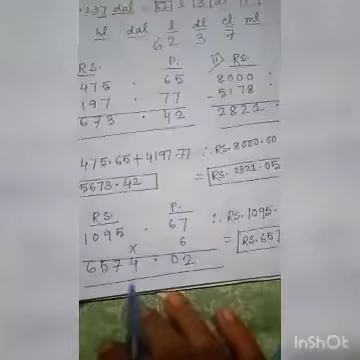 hl dal l dl cl ml
6 2 3 7
RS. P.
475 . 65
197 . 77
673 . 42
ii) RS.
8000 :
- 5178 :
2821 .
475.65 + 4197.77
5673.42
∴ RS. 8000.00
= RS. 2821.05
RS. P.
1095 . 67
x 6
6574 . 02
∴ RS. 1095.
= RS. 657
InShOt